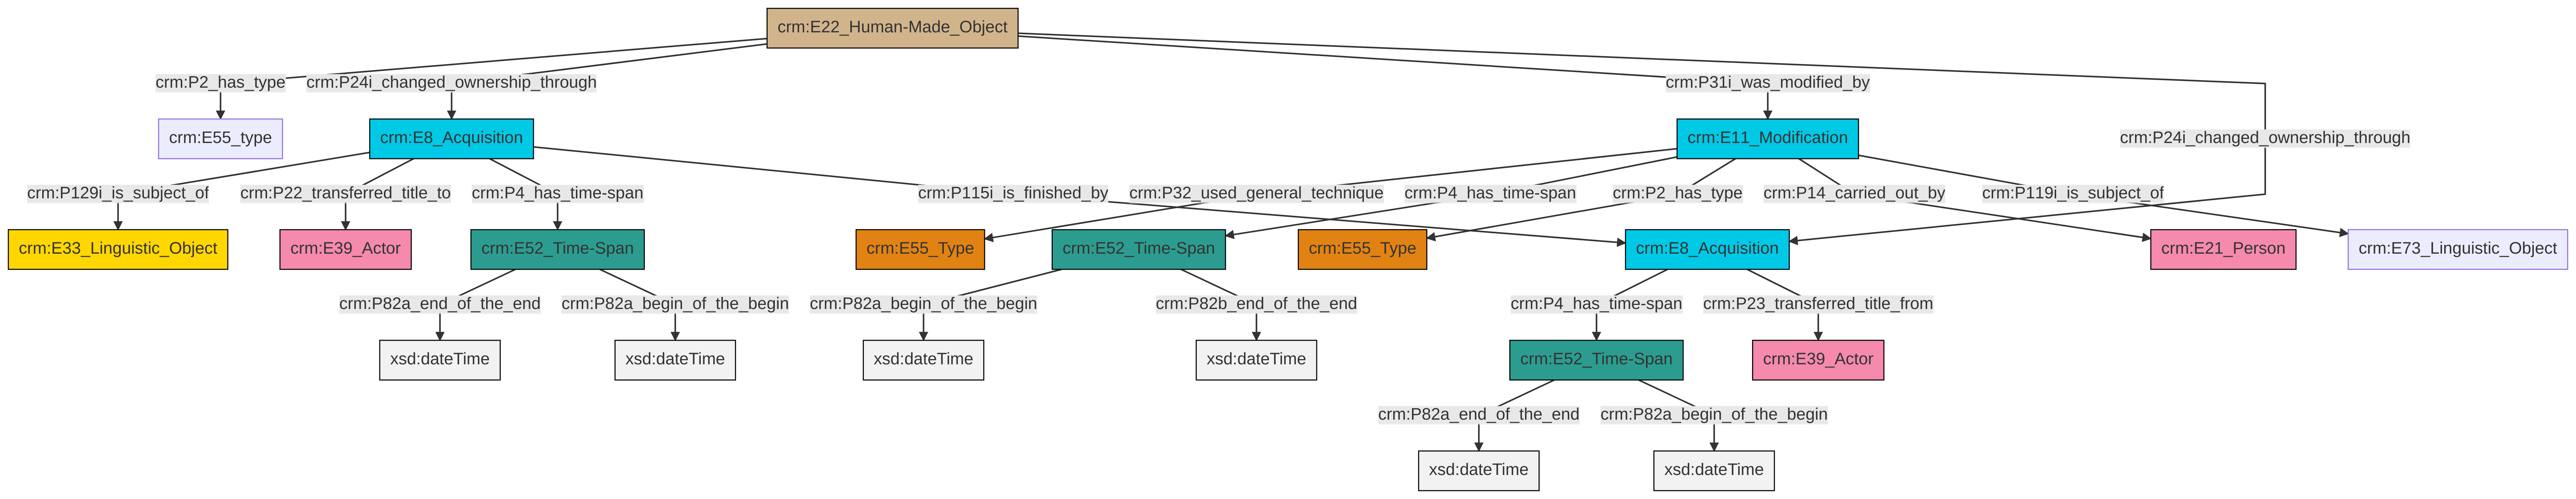 crm:E22_Human-Made_Object
crm:P2_has_type
crm:P24i_changed_ownership_through
crm:P31i_was_modified_by
crm:E55_type
crm:E8_Acquisition
crm:E11_Modification
crm:P24i_changed_ownership_through
crm:P129i_is_subject_of
crm:P22_transferred_title_to
crm:P4_has_time-span
crm:P115i_is_finished_by
crm:P32_used_general_technique
crm:P4_has_time-span
crm:P2_has_type
crm:P14_carried_out_by
crm:P119i_is_subject_of
crm:E33_Linguistic_Object
crm:E39_Actor
crm:E52_Time-Span
crm:E55_Type
crm:E52_Time-Span
crm:E55_Type
crm:E8_Acquisition
crm:E21_Person
crm:E73_Linguistic_Object
crm:P82a_end_of_the_end
crm:P82a_begin_of_the_begin
crm:P82a_begin_of_the_begin
crm:P82b_end_of_the_end
crm:P4_has_time-span
crm:P23_transferred_title_from
xsd:dateTime
xsd:dateTime
xsd:dateTime
xsd:dateTime
crm:E52_Time-Span
crm:E39_Actor
crm:P82a_end_of_the_end
crm:P82a_begin_of_the_begin
xsd:dateTime
xsd:dateTime